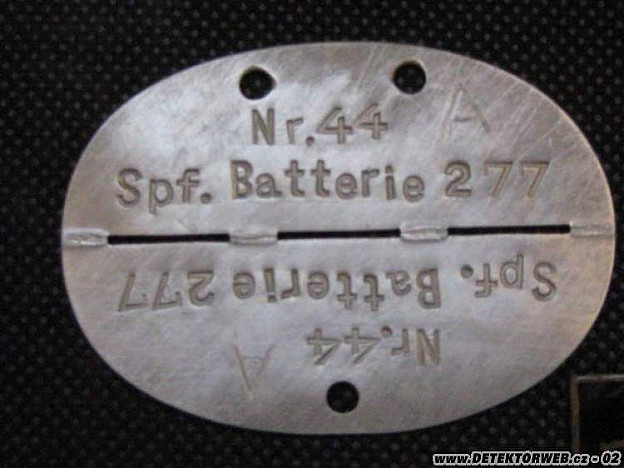 Nr.44 A
Spf. Batterie 277
Spf. Batterie 277
Nr.44
A
www.DETEKTORWEB.cz - 02